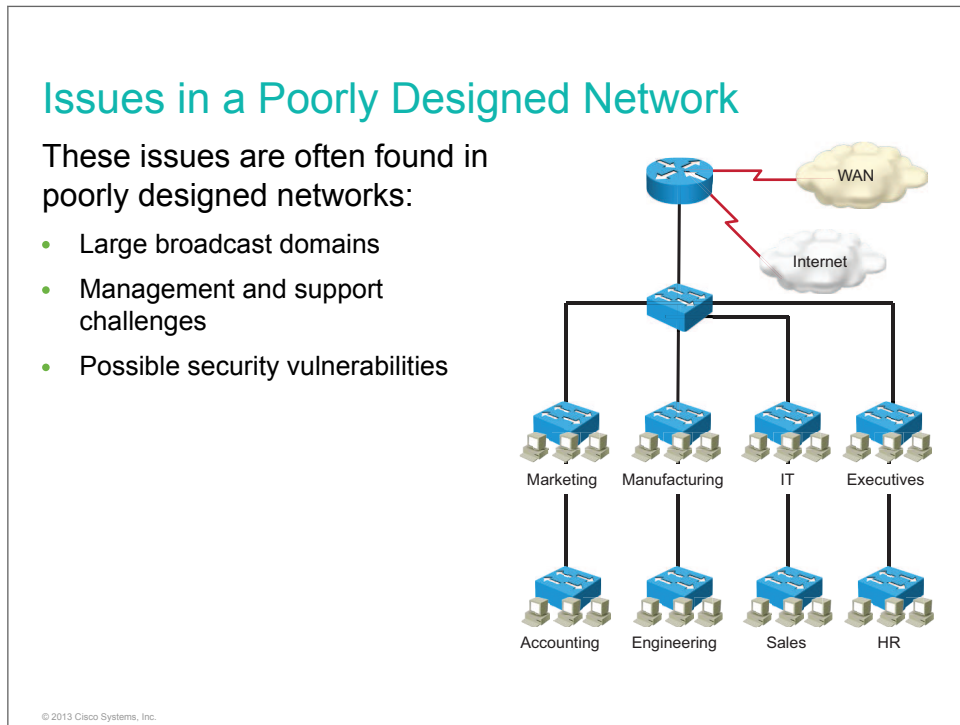 Issues in a Poorly Designed Network
These issues are often found in
poorly designed networks:
• Large broadcast domains
• Management and support
challenges
• Possible security vulnerabilities
WAN
Internet
Marketing Manufacturing IT Executives
Accounting Engineering Sales HR
© 2013 Cisco Systems, Inc.